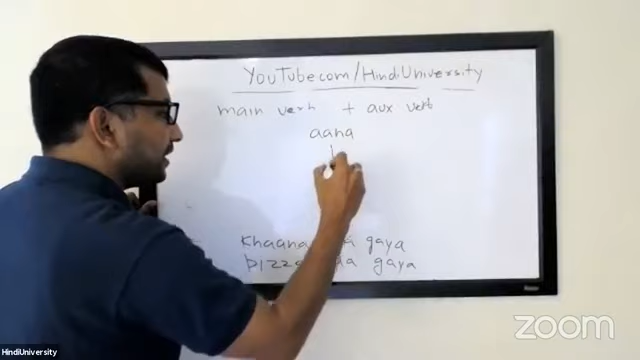 YouTube.com/HindiUniversity
main verb + aux verb
aana
khaana gaya
pizza gaya
HindiUniversity
zoom